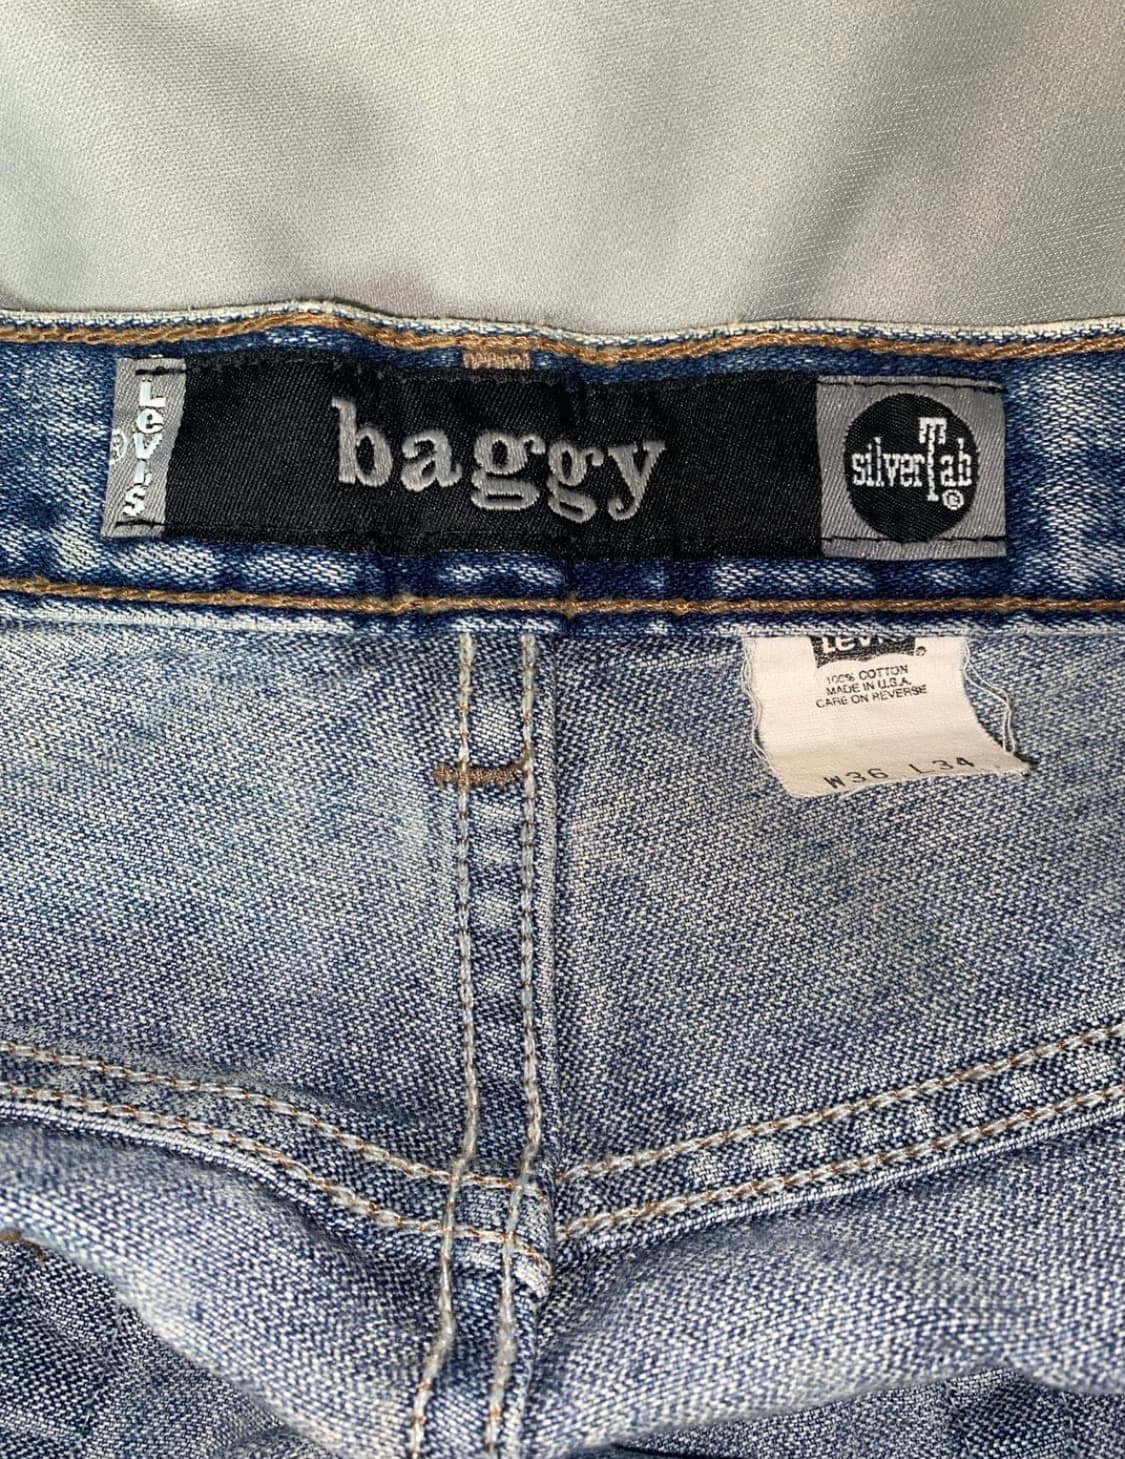 Levi's ®
baggy
silverTab ®
Levi's ®
100% COTTON
MADE IN U.S.A.
CARE ON REVERSE
W36 L34